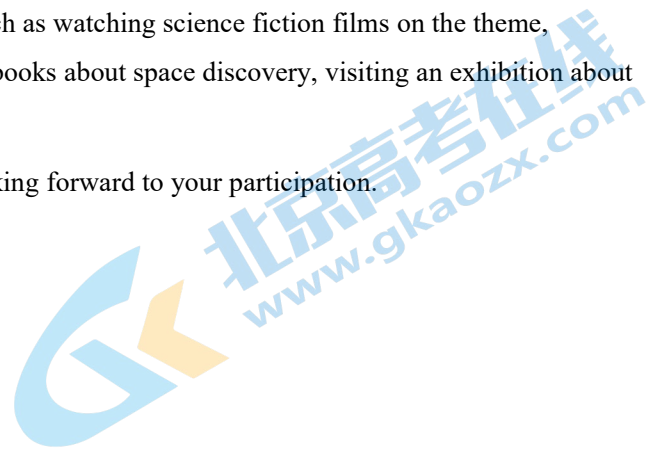 ch as watching science fiction films on the theme,
books about space discovery, visiting an exhibition about
king forward to your participation.
北京高考在线
www.gkaozx.com